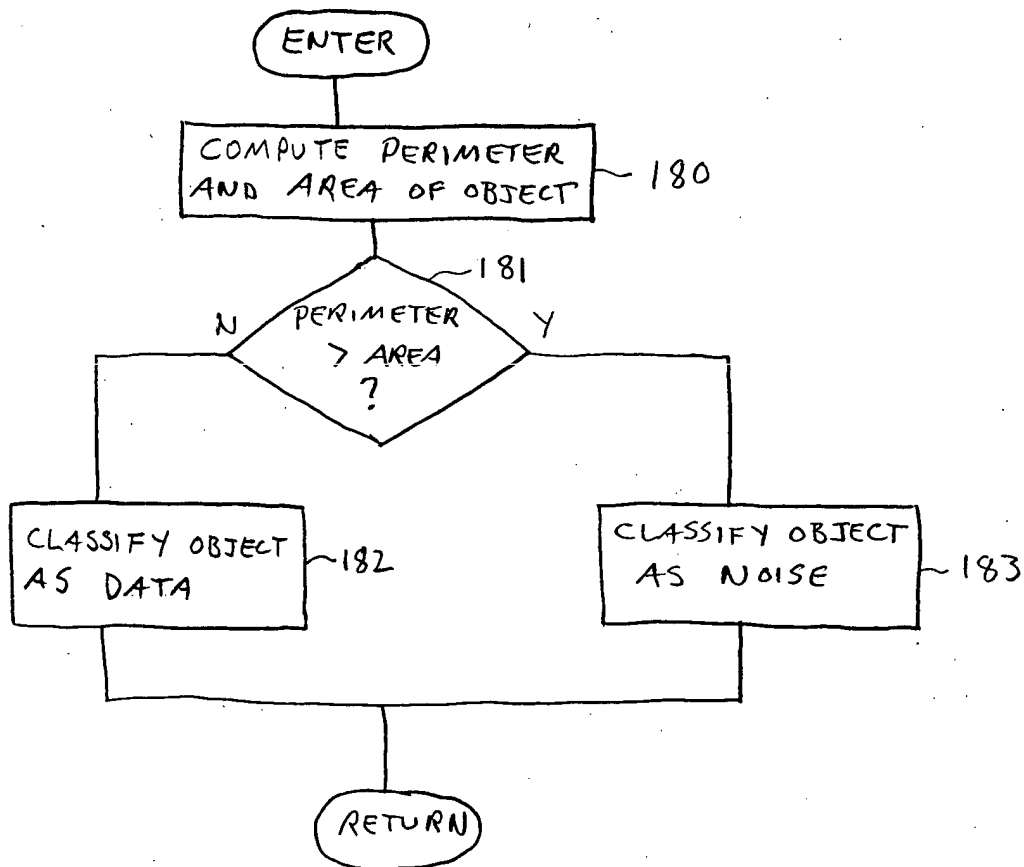 ENTER
COMPUTE PERIMETER
AND AREA OF OBJECT
180
181
N
PERIMETER
Y
> AREA
?
CLASSIFY OBJECT
AS DATA
182
CLASSIFY OBJECT
AS NOISE
183
RETURN